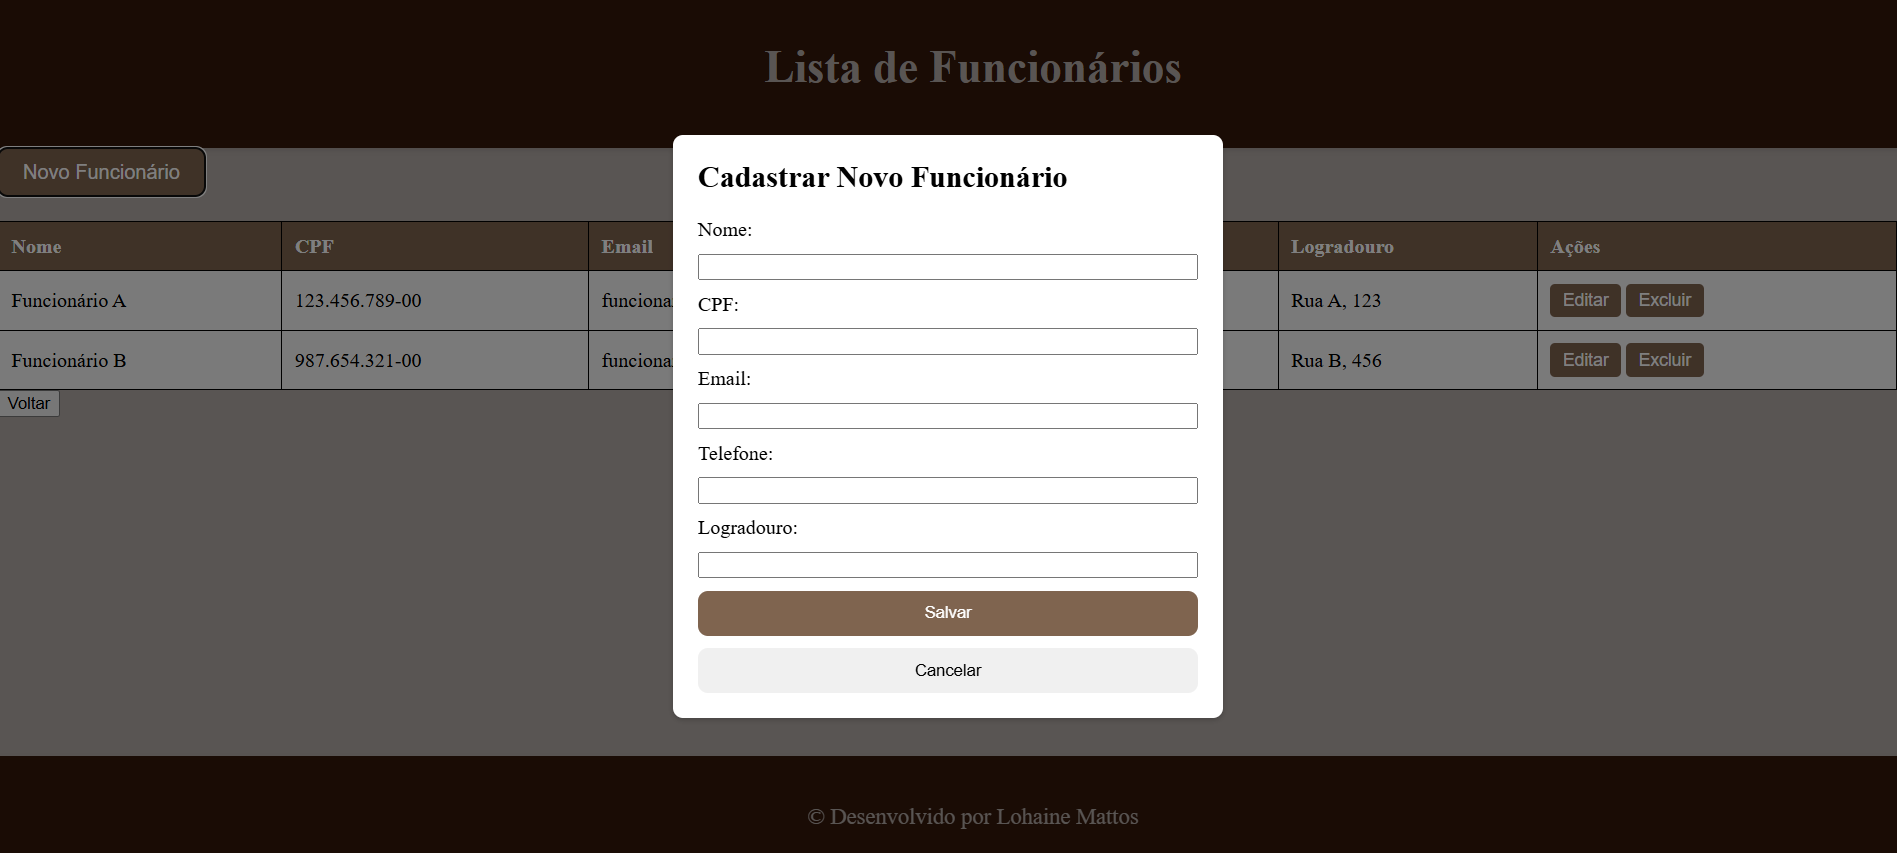 Lista de Funcionários
Novo Funcionário
Nome CPF Email Logradouro Ações
Funcionário A 123.456.789-00 funciona Rua A, 123 Editar Excluir
Funcionário B 987.654.321-00 funciona Rua B, 456 Editar Excluir
Voltar
Cadastrar Novo Funcionário
Nome:
CPF:
Email:
Telefone:
Logradouro:
Salvar
Cancelar
© Desenvolvido por Lohaine Mattos